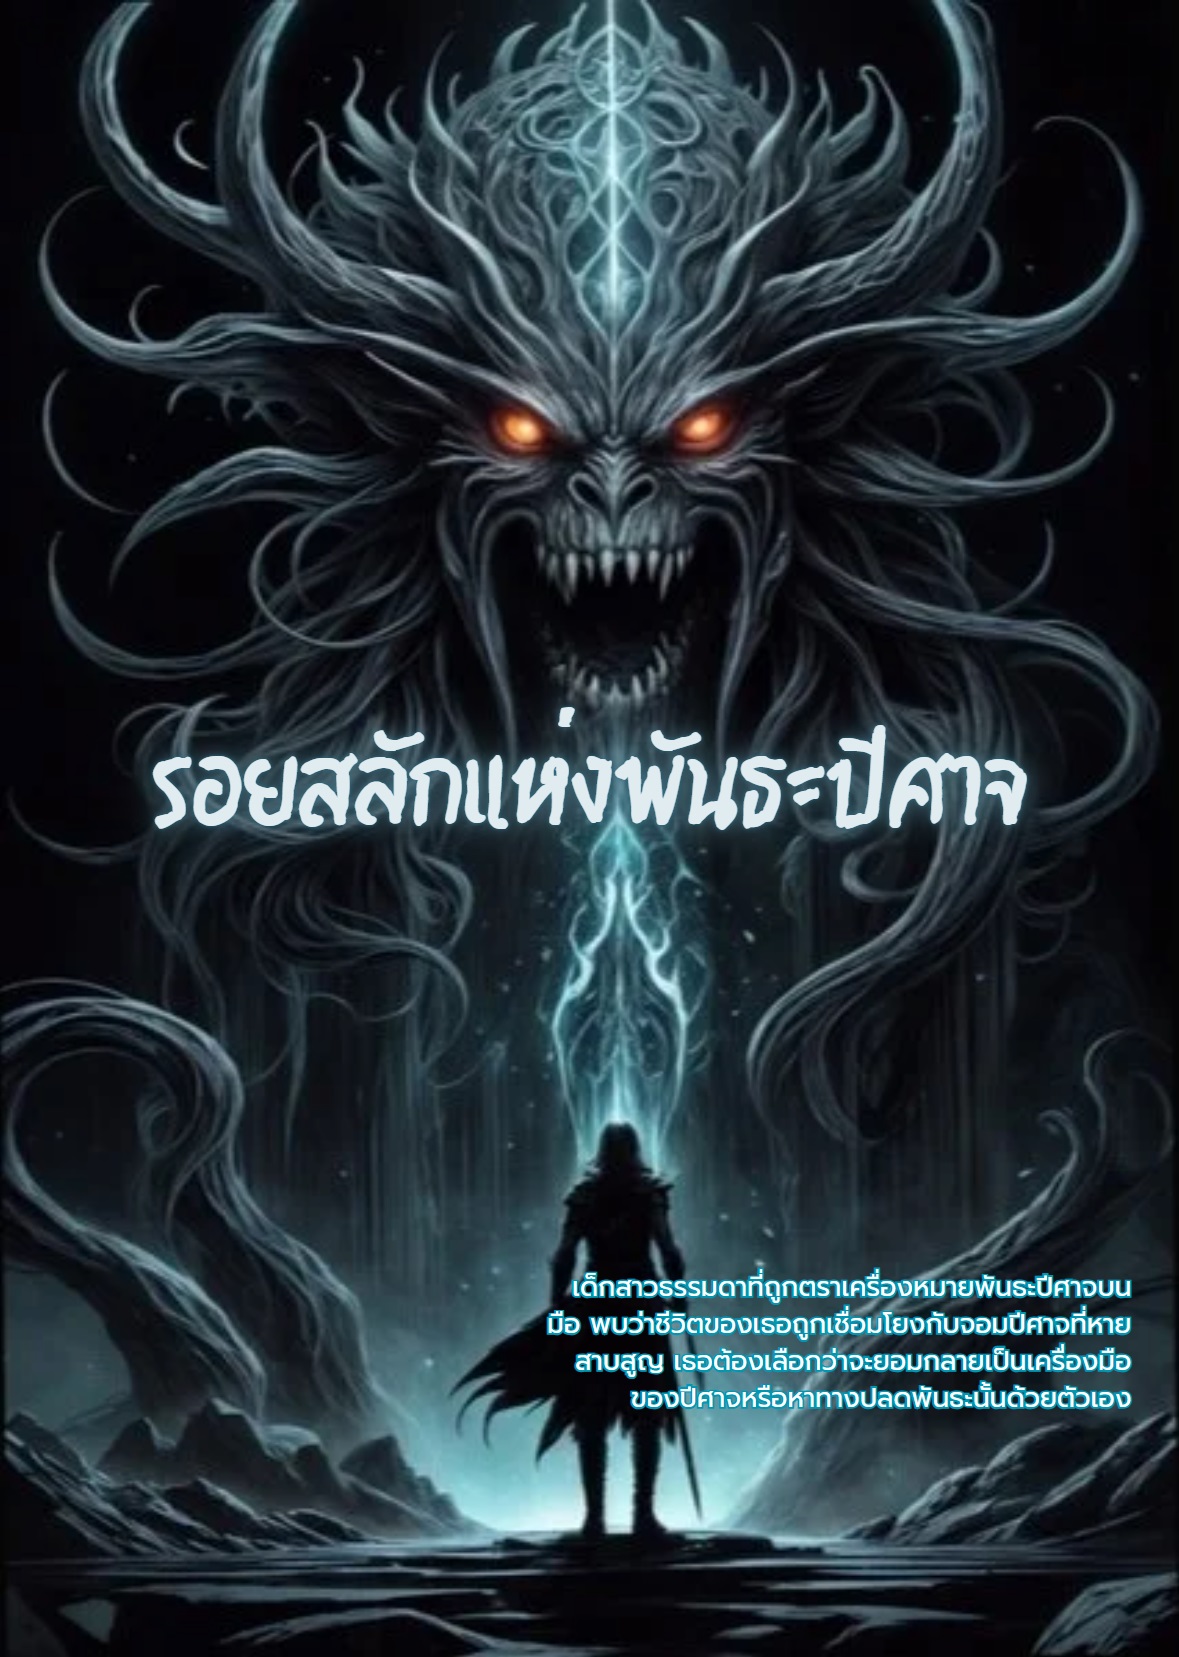 รอยสลักแห่งพันธะปีศาจ
เด็กสาวธรรมดาที่ถูกตราเครื่องหมายพันธะปีศาจบน
มือ พบว่าชีวิตของเธอถูกเชื่อมโยงกับจอมปีศาจที่หาย
สาบสูญ เธอต้องเลือกว่าจะยอมกลายเป็นเครื่องมือ
ของปีศาจหรือหาทางปลดพันธะนั้นด้วยตัวเอง